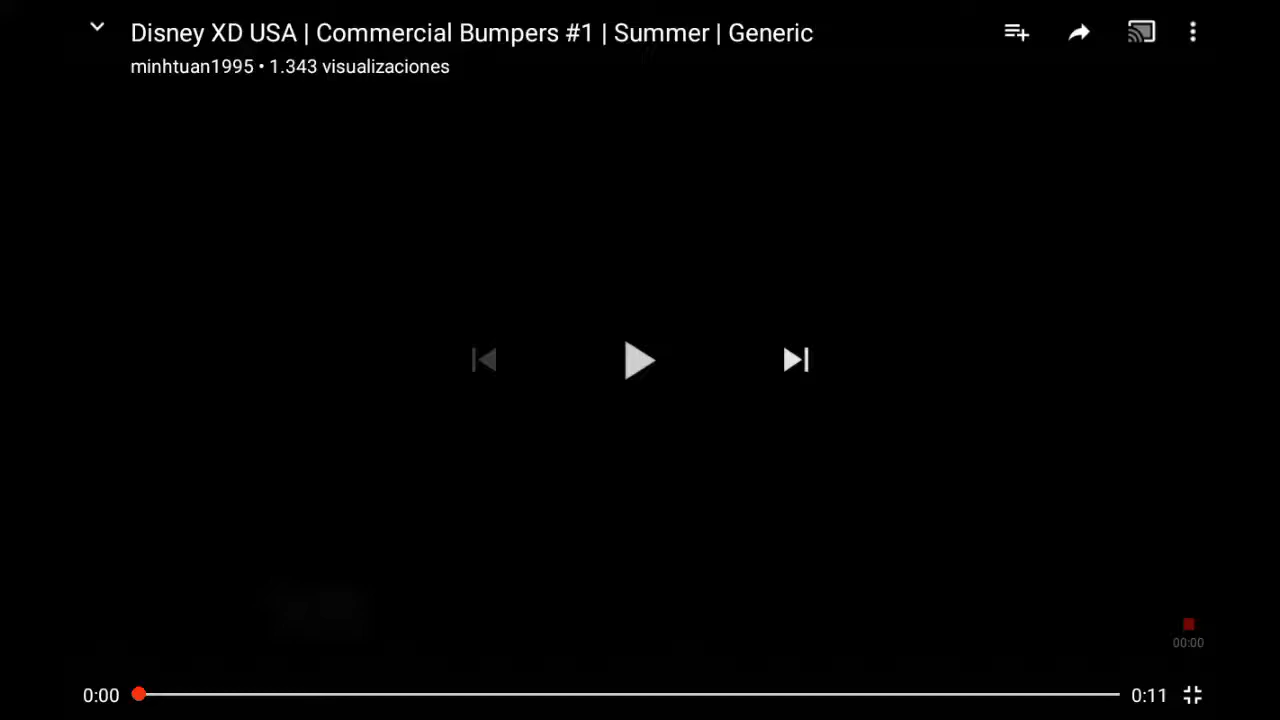 Disney XD USA | Commercial Bumpers #1 | Summer | Generic
minhtuan1995 • 1.343 visualizaciones
00:00
0:00
0:11